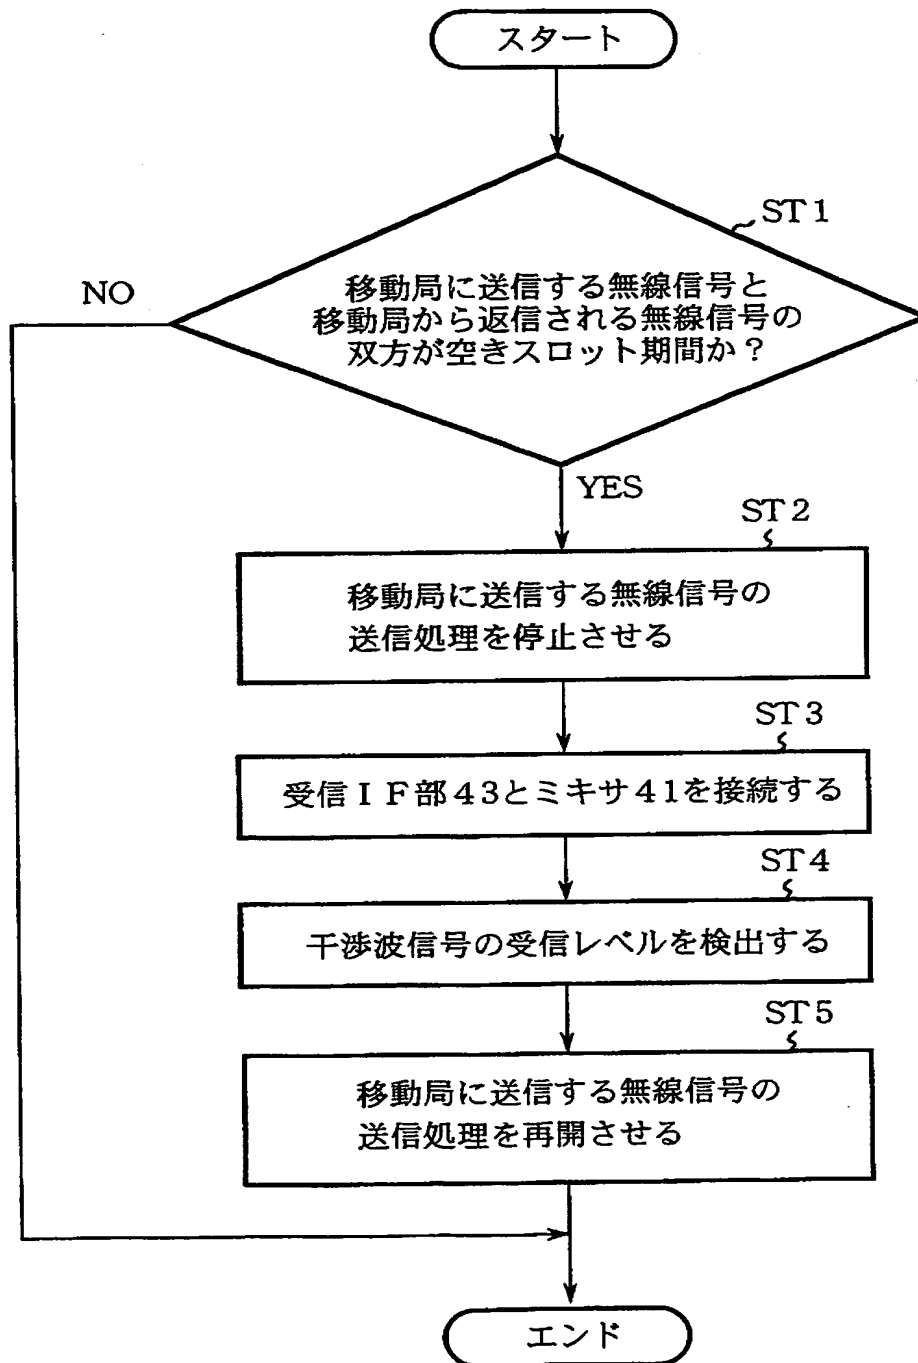 スタート
ST1
NO
移動局に送信する無線信号と
移動局から返信される無線信号の
双方が空きスロット期間か？
YES
ST2
移動局に送信する無線信号の
送信処理を停止させる
ST3
受信ＩＦ部４３とミキサ４１を接続する
ST4
干渉波信号の受信レベルを検出する
ST5
移動局に送信する無線信号の
送信処理を再開させる
エンド